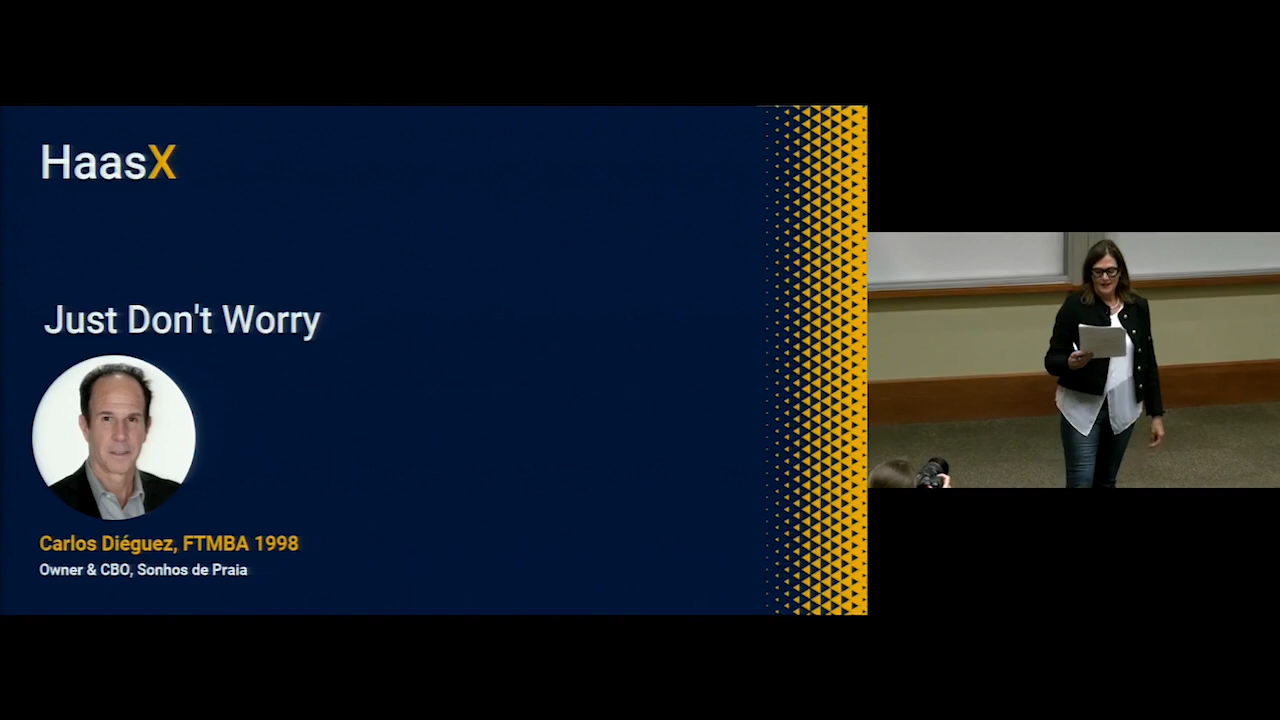 HaasX
Just Don't Worry
Carlos Diéguez, FTMBA 1998
Owner & CBO, Sonhos de Praia